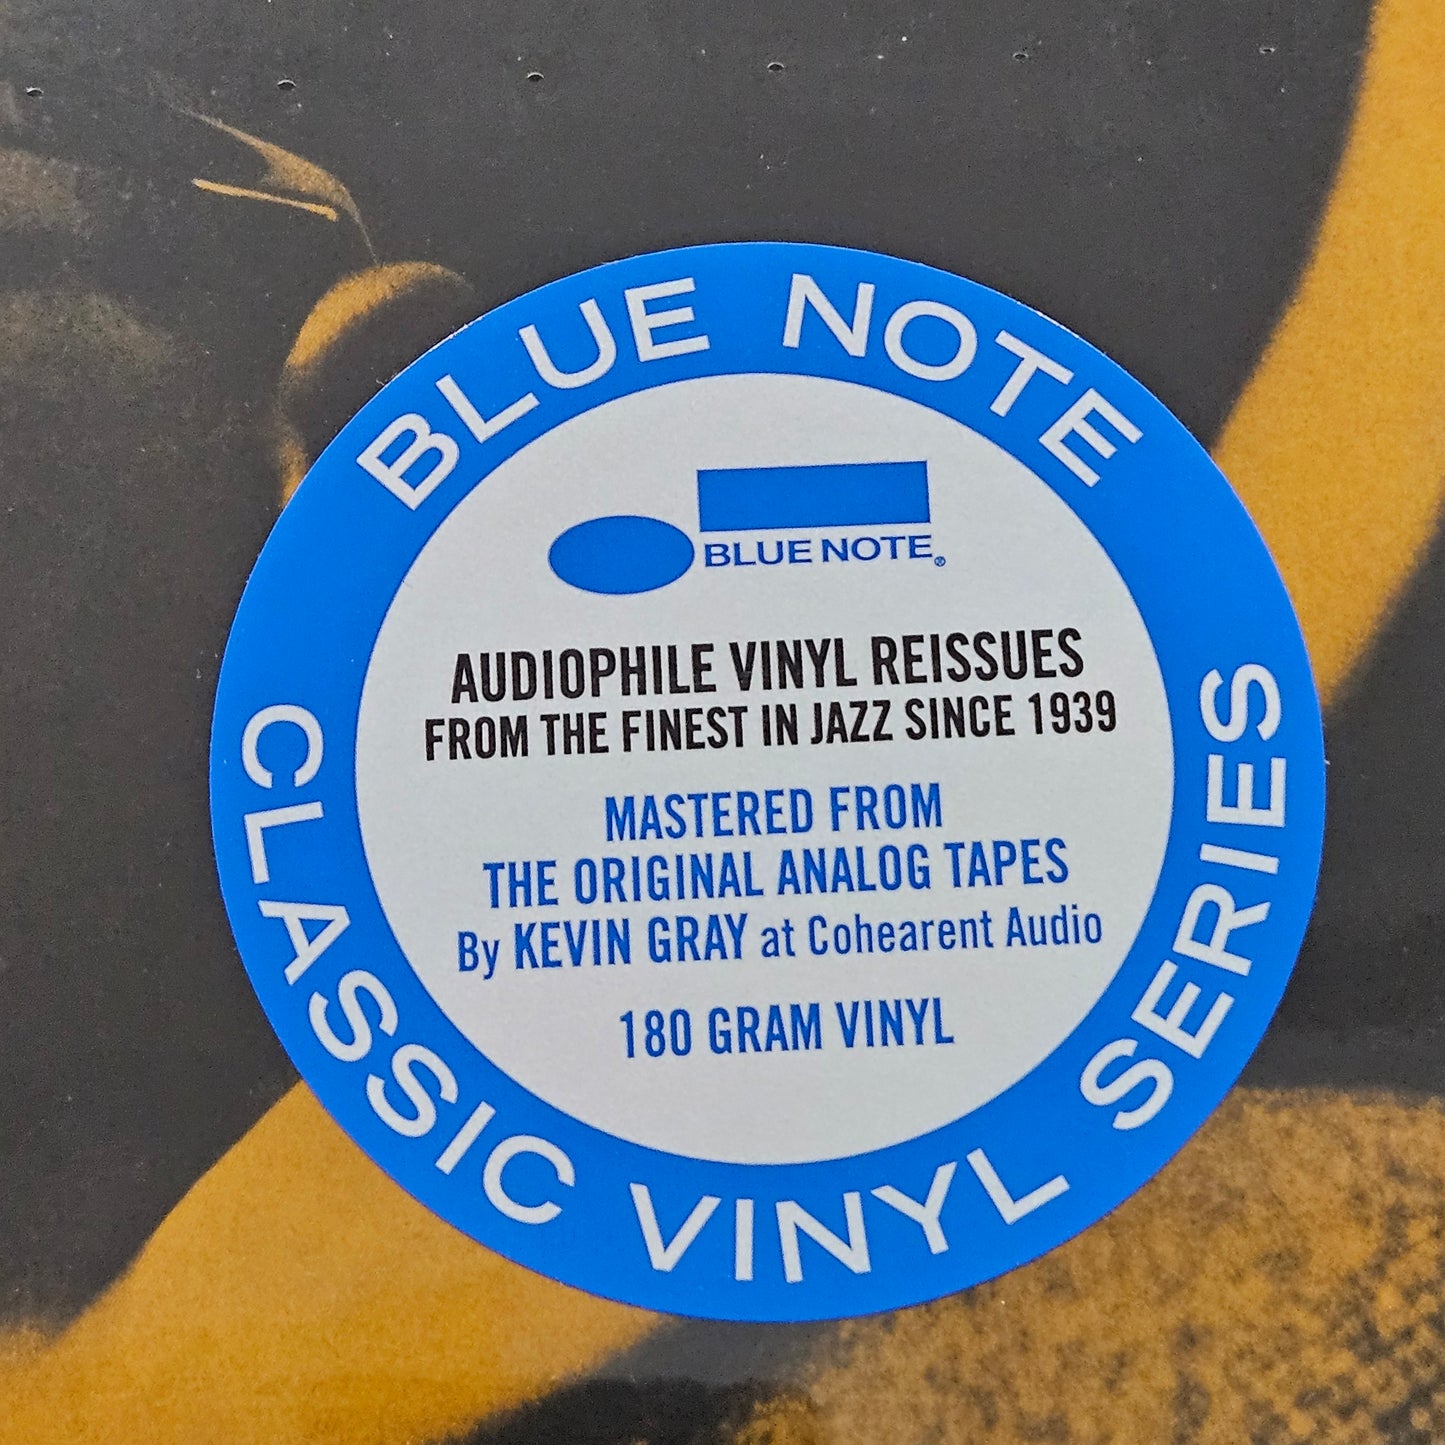 BLUE NOTE
BLUE NOTE®
AUDIOPHILE VINYL REISSUES
FROM THE FINEST IN JAZZ SINCE 1939
MASTERED FROM
THE ORIGINAL ANALOG TAPES
By KEVIN GRAY at Cohearent Audio
180 GRAM VINYL
CLASSIC VINYL SERIES